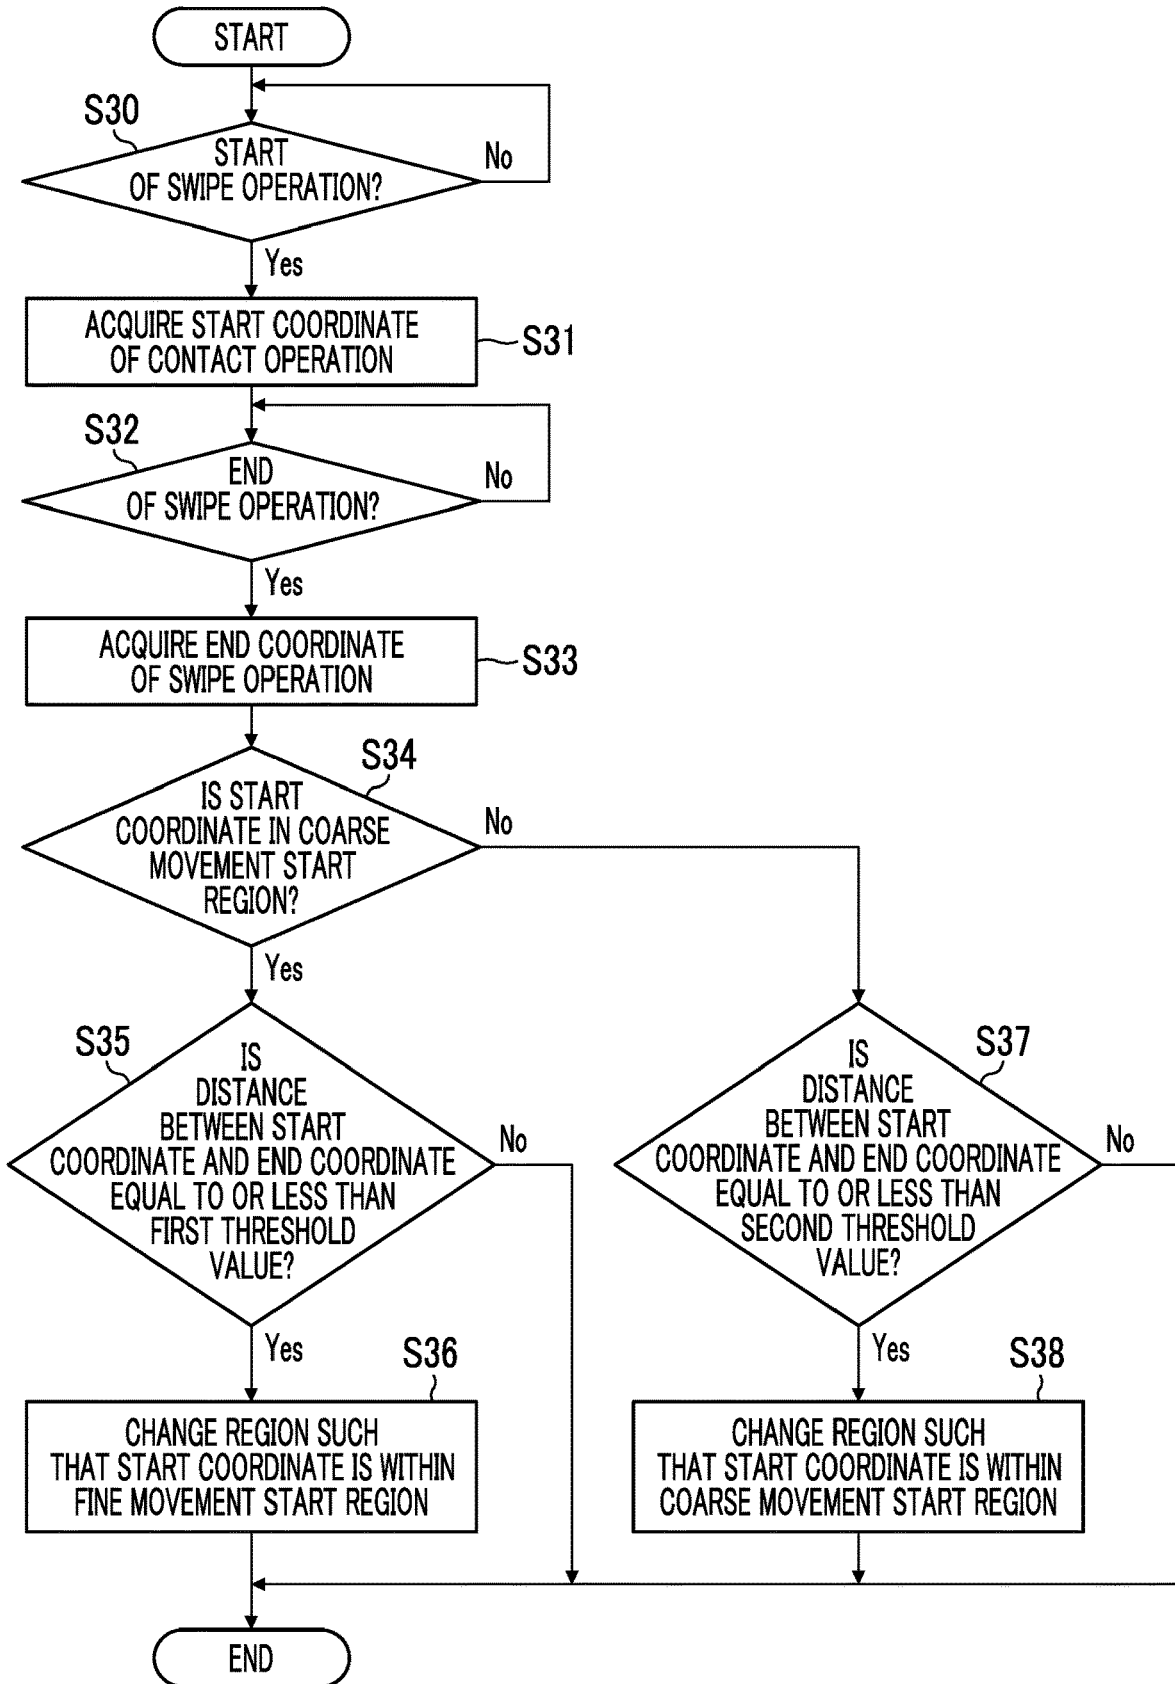 START
S30
START
OF SWIPE OPERATION?
No
Yes
ACQUIRE START COORDINATE
OF CONTACT OPERATION
S31
S32
END
OF SWIPE OPERATION?
No
Yes
ACQUIRE END COORDINATE
OF SWIPE OPERATION
S33
S34
IS START
COORDINATE IN COARSE
MOVEMENT START
REGION?
No
Yes
S35
IS
DISTANCE
BETWEEN START
COORDINATE AND END COORDINATE
EQUAL TO OR LESS THAN
FIRST THRESHOLD
VALUE?
No
Yes
S36
CHANGE REGION SUCH
THAT START COORDINATE IS WITHIN
FINE MOVEMENT START REGION
S37
IS
DISTANCE
BETWEEN START
COORDINATE AND END COORDINATE
EQUAL TO OR LESS THAN
SECOND THRESHOLD
VALUE?
No
Yes
S38
CHANGE REGION SUCH
THAT START COORDINATE IS WITHIN
COARSE MOVEMENT START REGION
END